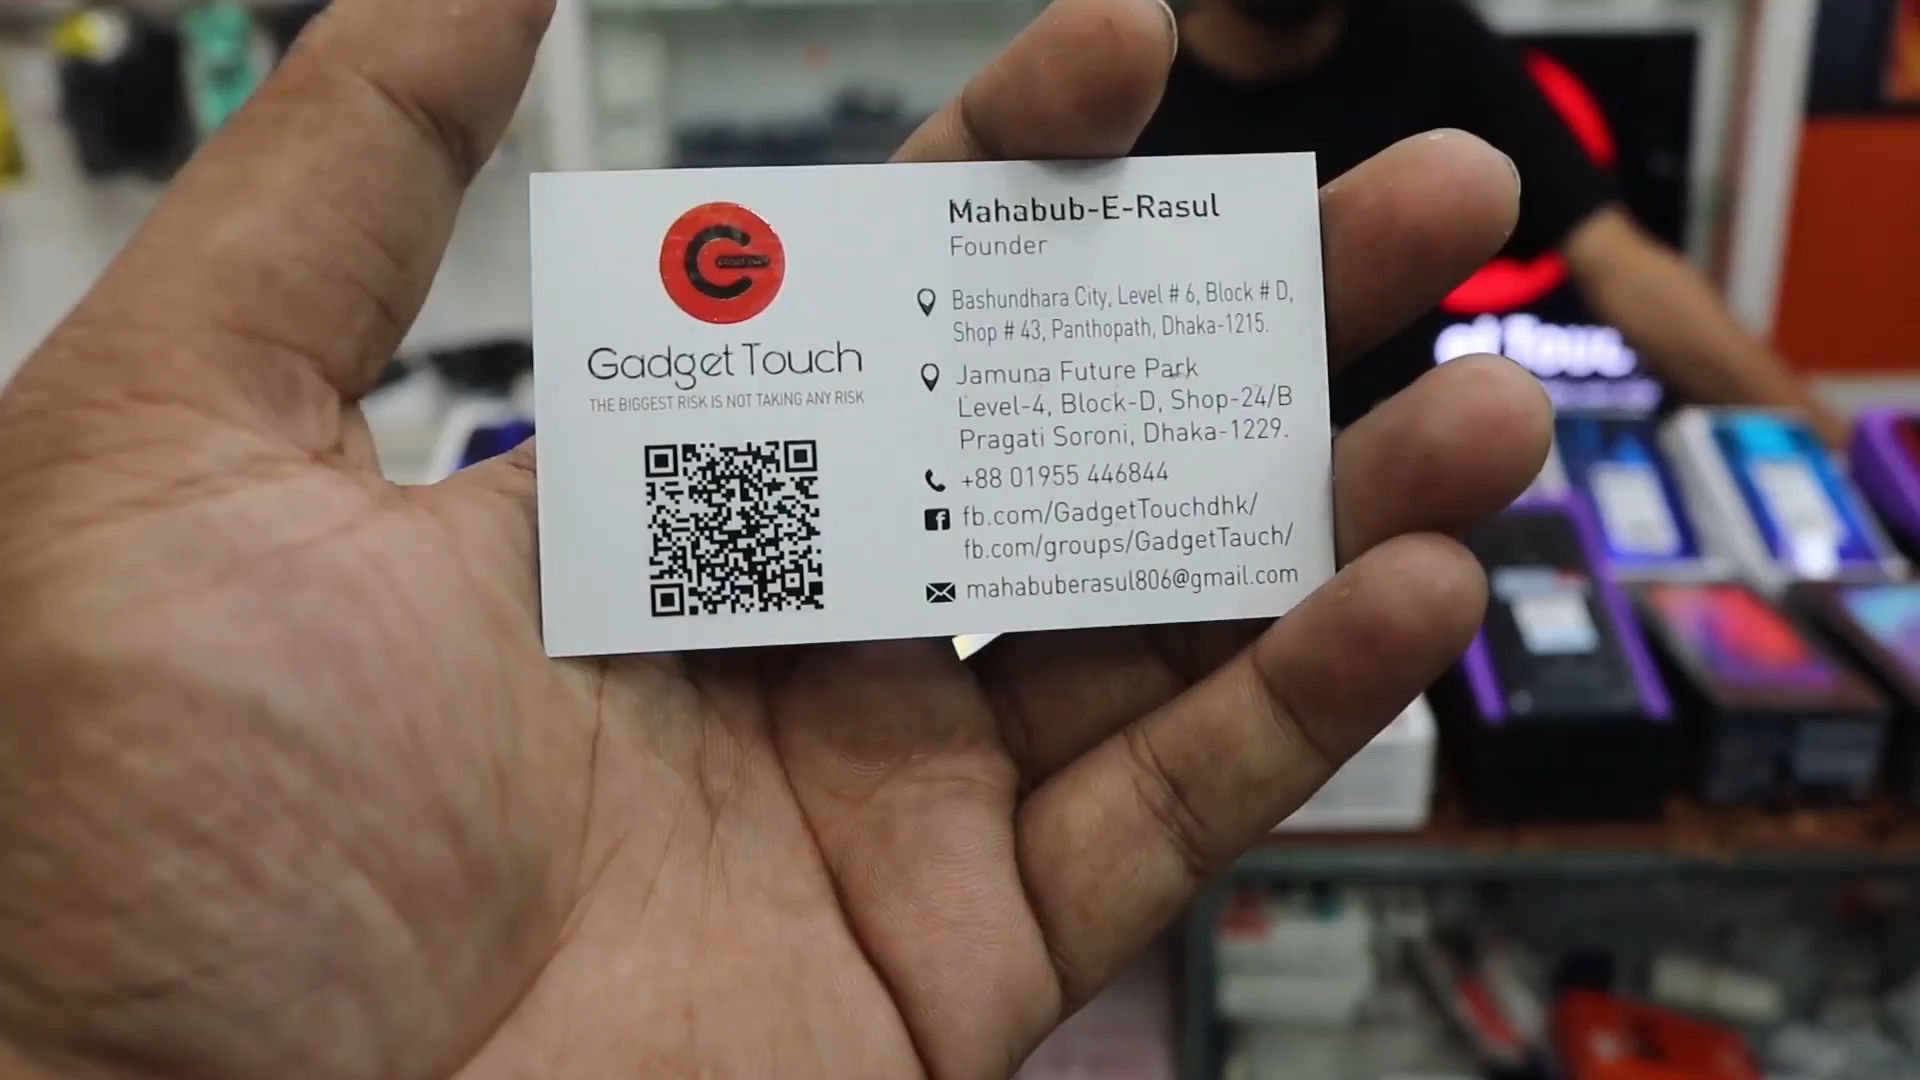 Gadget Touch
THE BIGGEST RISK IS NOT TAKING ANY RISK
Mahabub-E-Rasul
Founder
Bashundhara City, Level # 6, Block # D,
Shop # 43, Panthopath, Dhaka-1215.
Jamuna Future Park
Level-4, Block-D, Shop-24/B
Pragati Soroni, Dhaka-1229.
+88 01955 446844
fb.com/GadgetTouchdhk/
fb.com/groups/GadgetTauch/
mahabuberasul806@gmail.com